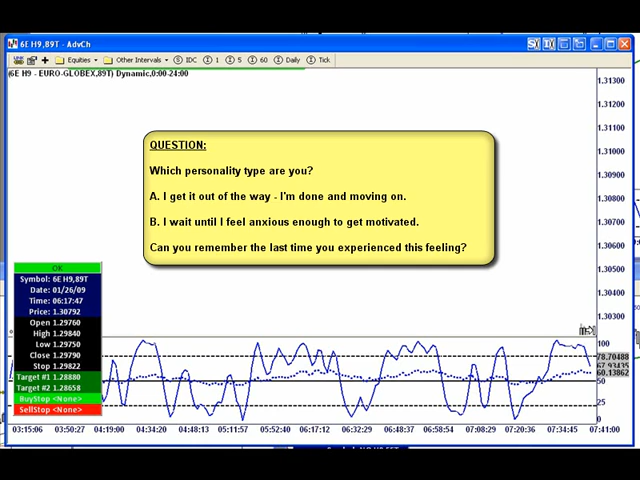 6E H9,89T - AdvCh
Equities Other Intervals IDC 1 5 60 Daily Tick
(6E H9 - EURO-GLOBEX,89T) Dynamic,0:00-24:00
1.31300
1.31200
1.31100
1.31090
1.30900
1.30800
1.30700
1.30600
1.30500
1.30400
1.30300
QUESTION:
Which personality type are you?
A. I get it out of the way - I'm done and moving on.
B. I wait until I feel anxious enough to get motivated.
Can you remember the last time you experienced this feeling?
OK
Symbol: 6E H9,89T
Date: 01/26/09
Time: 06:17:47
Price: 1.30792
Open 1.29760
High 1.29840
Low 1.29750
Close 1.29790
Stop 1.29822
Target #1 1.28880
Target #2 1.28658
BuyStop <None>
SellStop <None>
100
78.70488
67.93435
60.13862
50
25
0
03:15:06 03:50:27 04:19:00 04:34:20 04:48:13 05:11:57 05:52:40 06:17:12 06:32:29 06:38:48 06:58:54 07:08:29 07:20:36 07:41:00